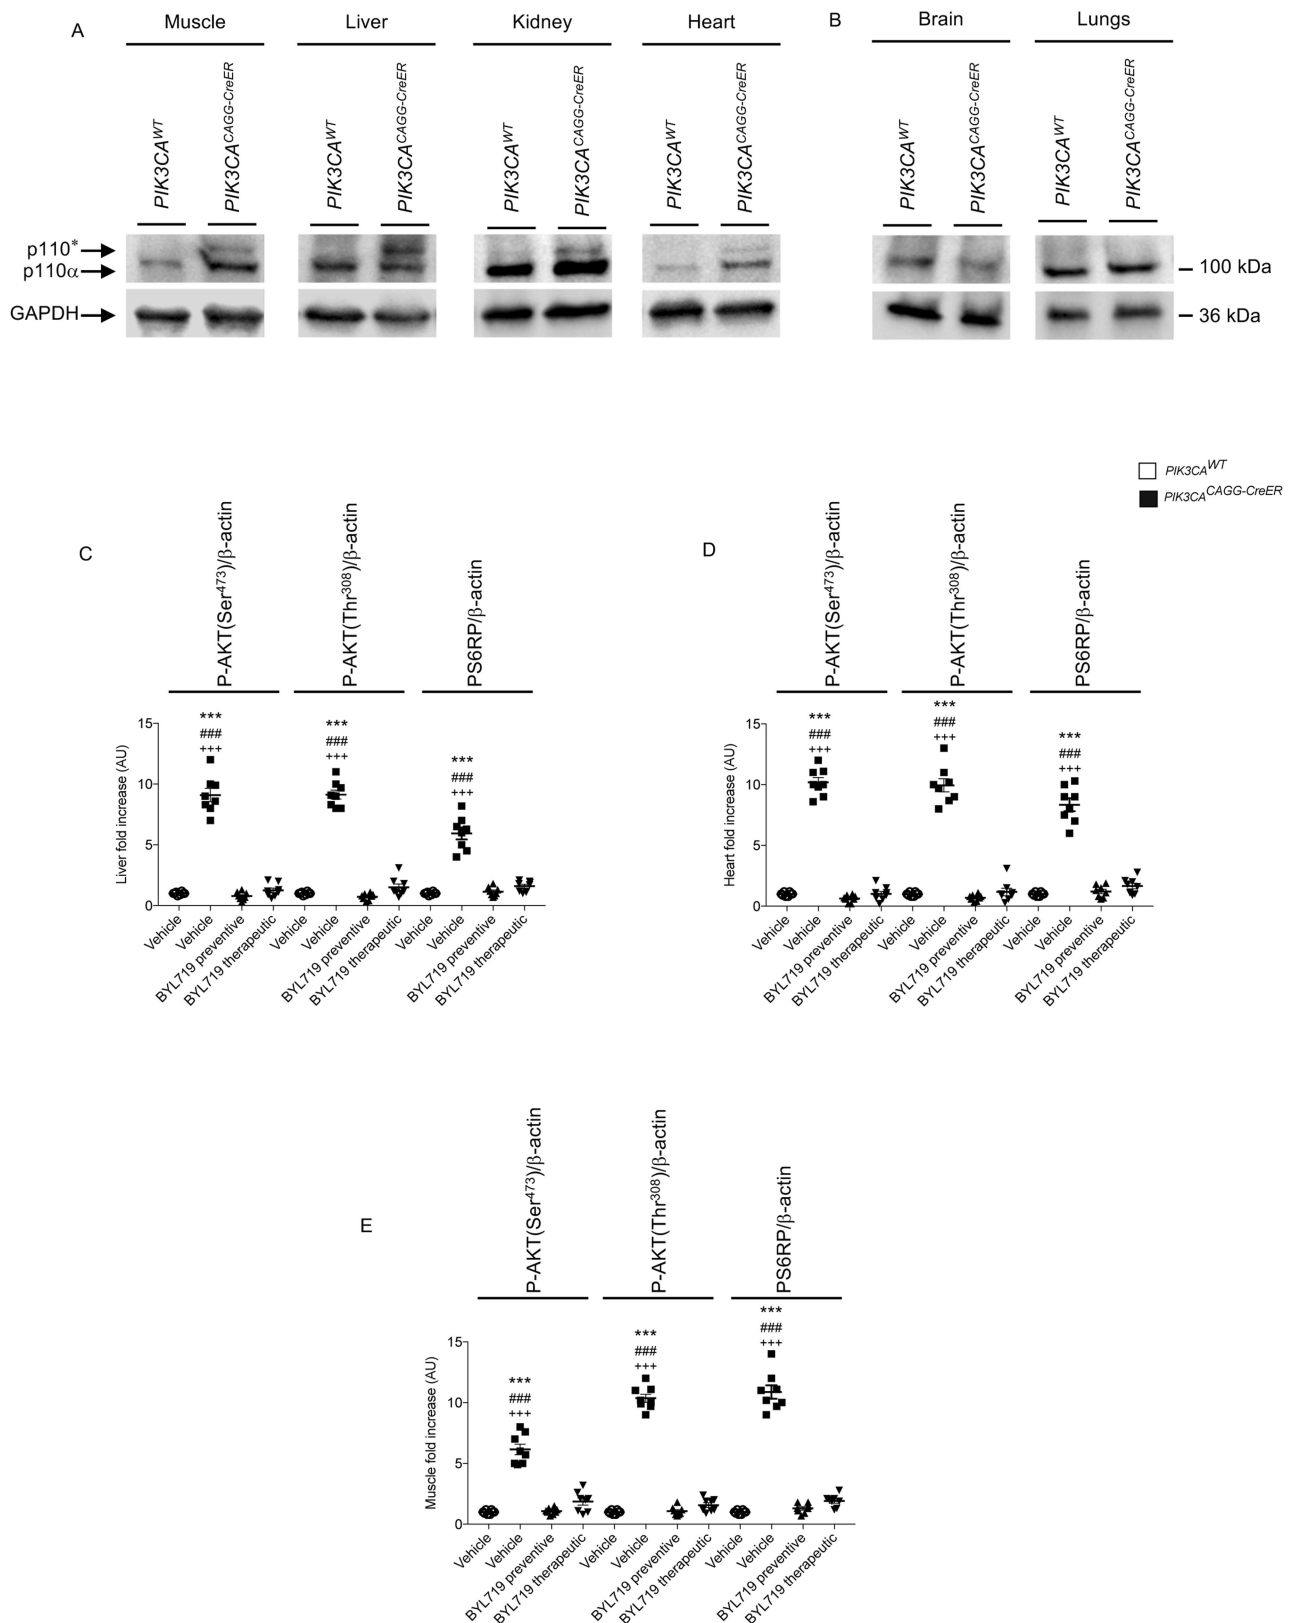 A
Muscle
Liver
Kidney
Heart
B
Brain
Lungs
PIK3CA^WT
PIK3CA^CAGG-CreER
PIK3CA^WT
PIK3CA^CAGG-CreER
PIK3CA^WT
PIK3CA^CAGG-CreER
PIK3CA^WT
PIK3CA^CAGG-CreER
PIK3CA^WT
PIK3CA^CAGG-CreER
PIK3CA^WT
PIK3CA^CAGG-CreER
p110*
p110α
100 kDa
GAPDH
36 kDa
PIK3CA^WT
PIK3CA^CAGG-CreER
C
P-AKT(Ser⁴⁷³)/β-actin
P-AKT(Thr³⁰⁸)/β-actin
PS6RP/β-actin
***
###
+++
***
###
+++
***
###
+++
Liver fold increase (AU)
15
10
5
0
Vehicle
Vehicle
BYL719 preventive
BYL719 therapeutic
Vehicle
Vehicle
BYL719 preventive
BYL719 therapeutic
Vehicle
Vehicle
BYL719 preventive
BYL719 therapeutic
D
P-AKT(Ser⁴⁷³)/β-actin
P-AKT(Thr³⁰⁸)/β-actin
PS6RP/β-actin
***
###
+++
***
###
+++
***
###
+++
Heart fold increase (AU)
15
10
5
0
Vehicle
Vehicle
BYL719 preventive
BYL719 therapeutic
Vehicle
Vehicle
BYL719 preventive
BYL719 therapeutic
Vehicle
Vehicle
BYL719 preventive
BYL719 therapeutic
E
P-AKT(Ser⁴⁷³)/β-actin
P-AKT(Thr³⁰⁸)/β-actin
PS6RP/β-actin
***
###
+++
***
###
+++
***
###
+++
Muscle fold increase (AU)
15
10
5
0
Vehicle
Vehicle
BYL719 preventive
BYL719 therapeutic
Vehicle
Vehicle
BYL719 preventive
BYL719 therapeutic
Vehicle
Vehicle
BYL719 preventive
BYL719 therapeutic